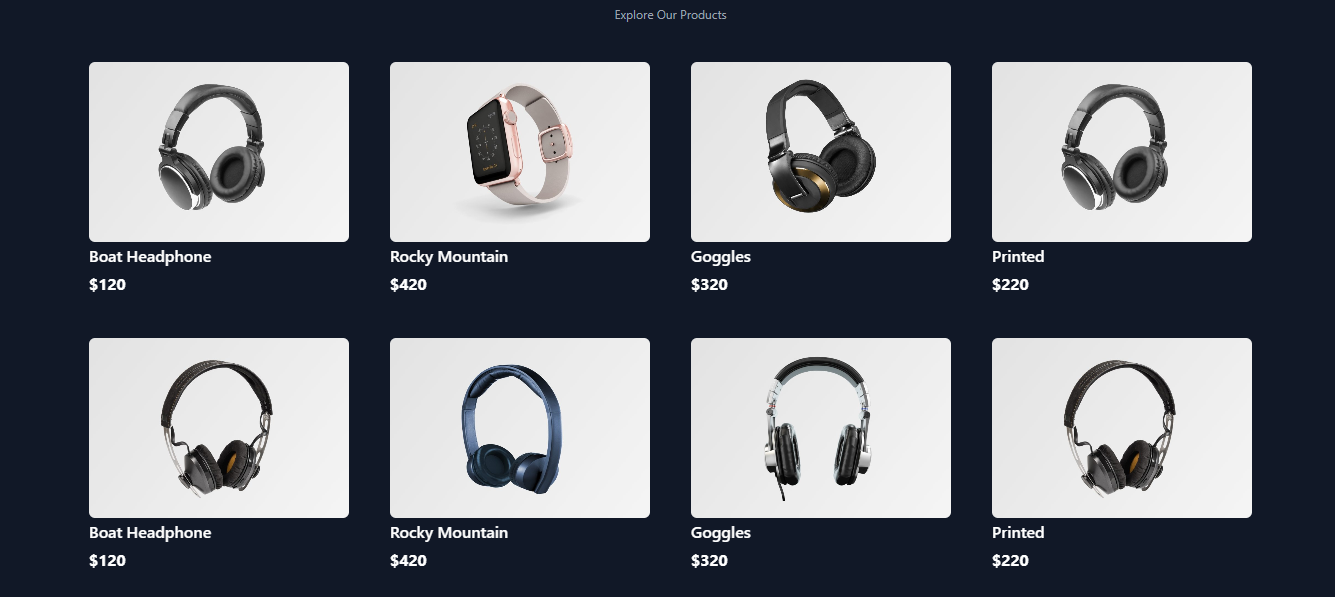 Explore Our Products
Boat Headphone
Rocky Mountain
Goggles
Printed
$120
$420
$320
$220
Boat Headphone
Rocky Mountain
Goggles
Printed
$120
$420
$320
$220